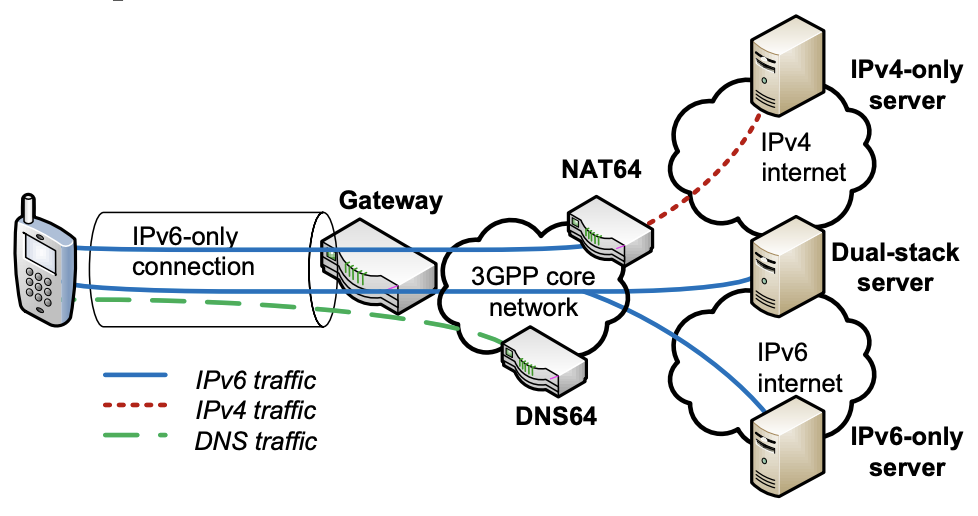 IPv4-only
server
IPv4
internet
NAT64
Gateway
IPv6-only
connection
3GPP core
network
Dual-stack
server
IPv6
internet
DNS64
IPv6 traffic
IPv4 traffic
DNS traffic
IPv6-only
server